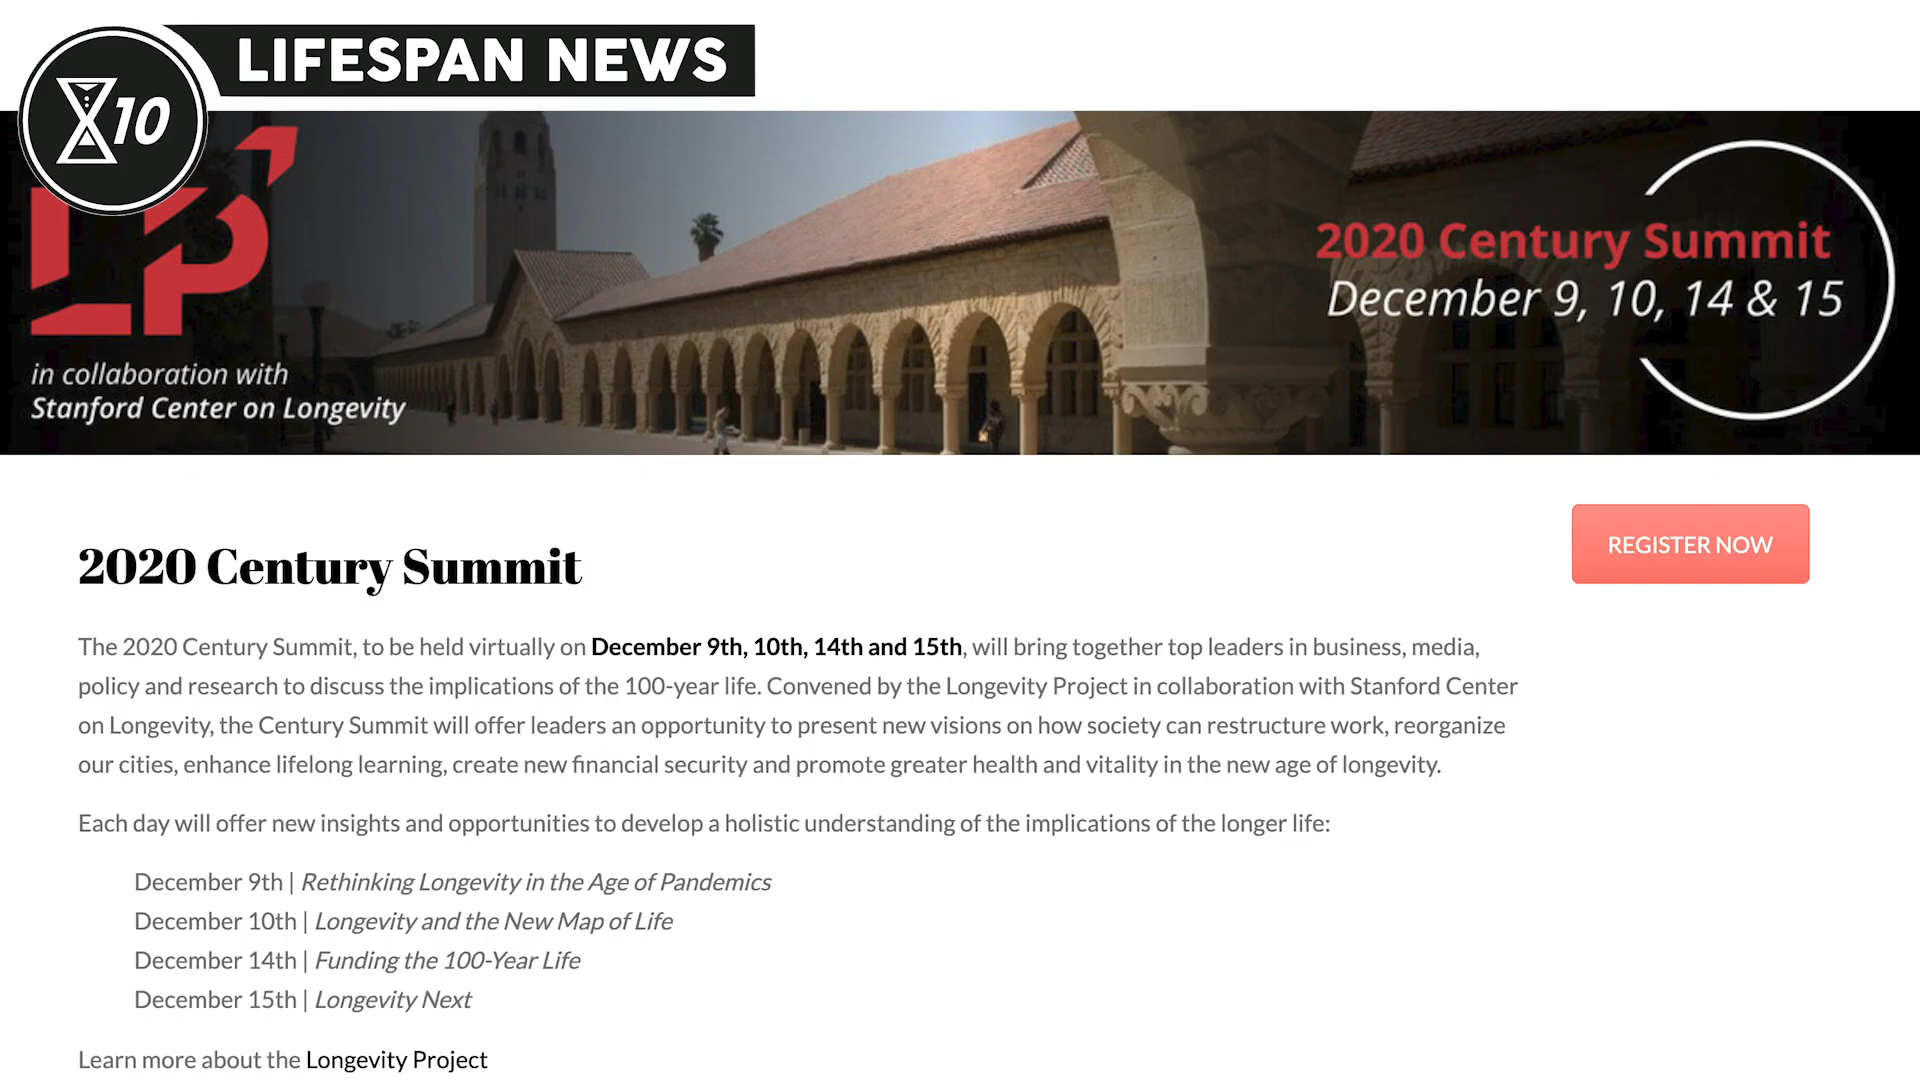 LIFESPAN NEWS
X10
LP
2020 Century Summit
December 9, 10, 14 & 15
in collaboration with
Stanford Center on Longevity
2020 Century Summit
REGISTER NOW
The 2020 Century Summit, to be held virtually on December 9th, 10th, 14th and 15th, will bring together top leaders in business, media,
policy and research to discuss the implications of the 100-year life. Convened by the Longevity Project in collaboration with Stanford Center
on Longevity, the Century Summit will offer leaders an opportunity to present new visions on how society can restructure work, reorganize
our cities, enhance lifelong learning, create new financial security and promote greater health and vitality in the new age of longevity.
Each day will offer new insights and opportunities to develop a holistic understanding of the implications of the longer life:
December 9th | Rethinking Longevity in the Age of Pandemics
December 10th | Longevity and the New Map of Life
December 14th | Funding the 100-Year Life
December 15th | Longevity Next
Learn more about the Longevity Project